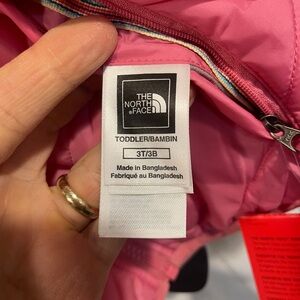 THE
NORTH
FACE
TODDLER/BAMBIN
3T/3B
Made in Bangladesh
Fabriqué au Bangladesh